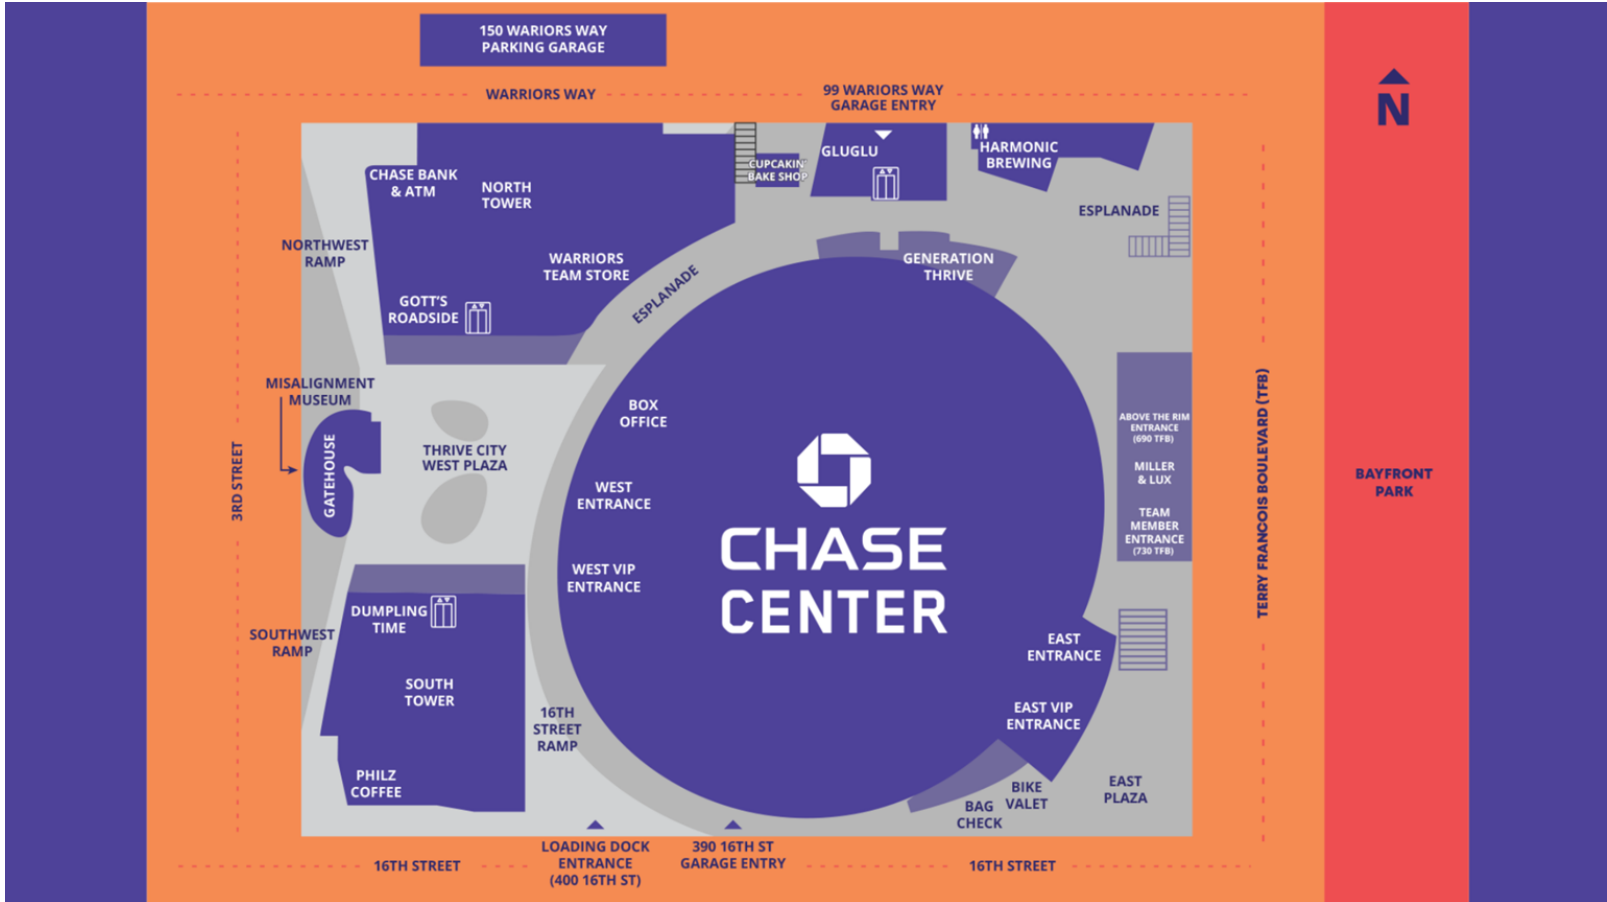 150 WARIORS WAY
PARKING GARAGE
WARRIORS WAY
99 WARIORS WAY
GARAGE ENTRY
N
CHASE BANK
& ATM
NORTH
TOWER
CUPCAKIN'
BAKE SHOP
GLUGLU
HARMONIC
BREWING
ESPLANADE
NORTHWEST
RAMP
WARRIORS
TEAM STORE
ESPLANADE
GENERATION
THRIVE
GOTT'S
ROADSIDE
MISALIGNMENT
MUSEUM
GATEHOUSE
3RD STREET
THRIVE CITY
WEST PLAZA
BOX
OFFICE
WEST
ENTRANCE
WEST VIP
ENTRANCE
CHASE
CENTER
ABOVE THE RIM
ENTRANCE
(690 TFB)
MILLER
& LUX
TEAM
MEMBER
ENTRANCE
(730 TFB)
TERRY FRANCOIS BOULEVARD (TFB)
BAYFRONT
PARK
DUMPLING
TIME
SOUTHWEST
RAMP
SOUTH
TOWER
16TH
STREET
RAMP
EAST
ENTRANCE
EAST VIP
ENTRANCE
PHILZ
COFFEE
BIKE
VALET
BAG
CHECK
EAST
PLAZA
16TH STREET
LOADING DOCK
ENTRANCE
(400 16TH ST)
390 16TH ST
GARAGE ENTRY
16TH STREET